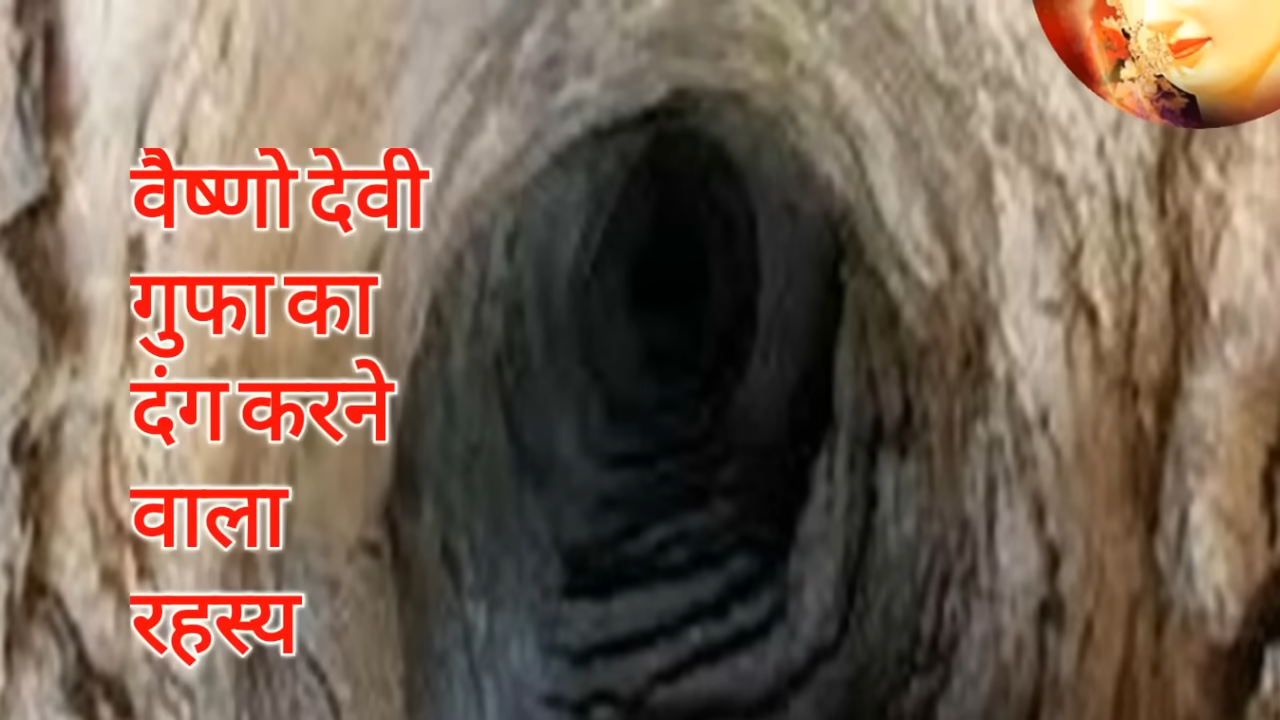 वैष्णो देवी
गुफा का
दंग करने
वाला
रहस्य